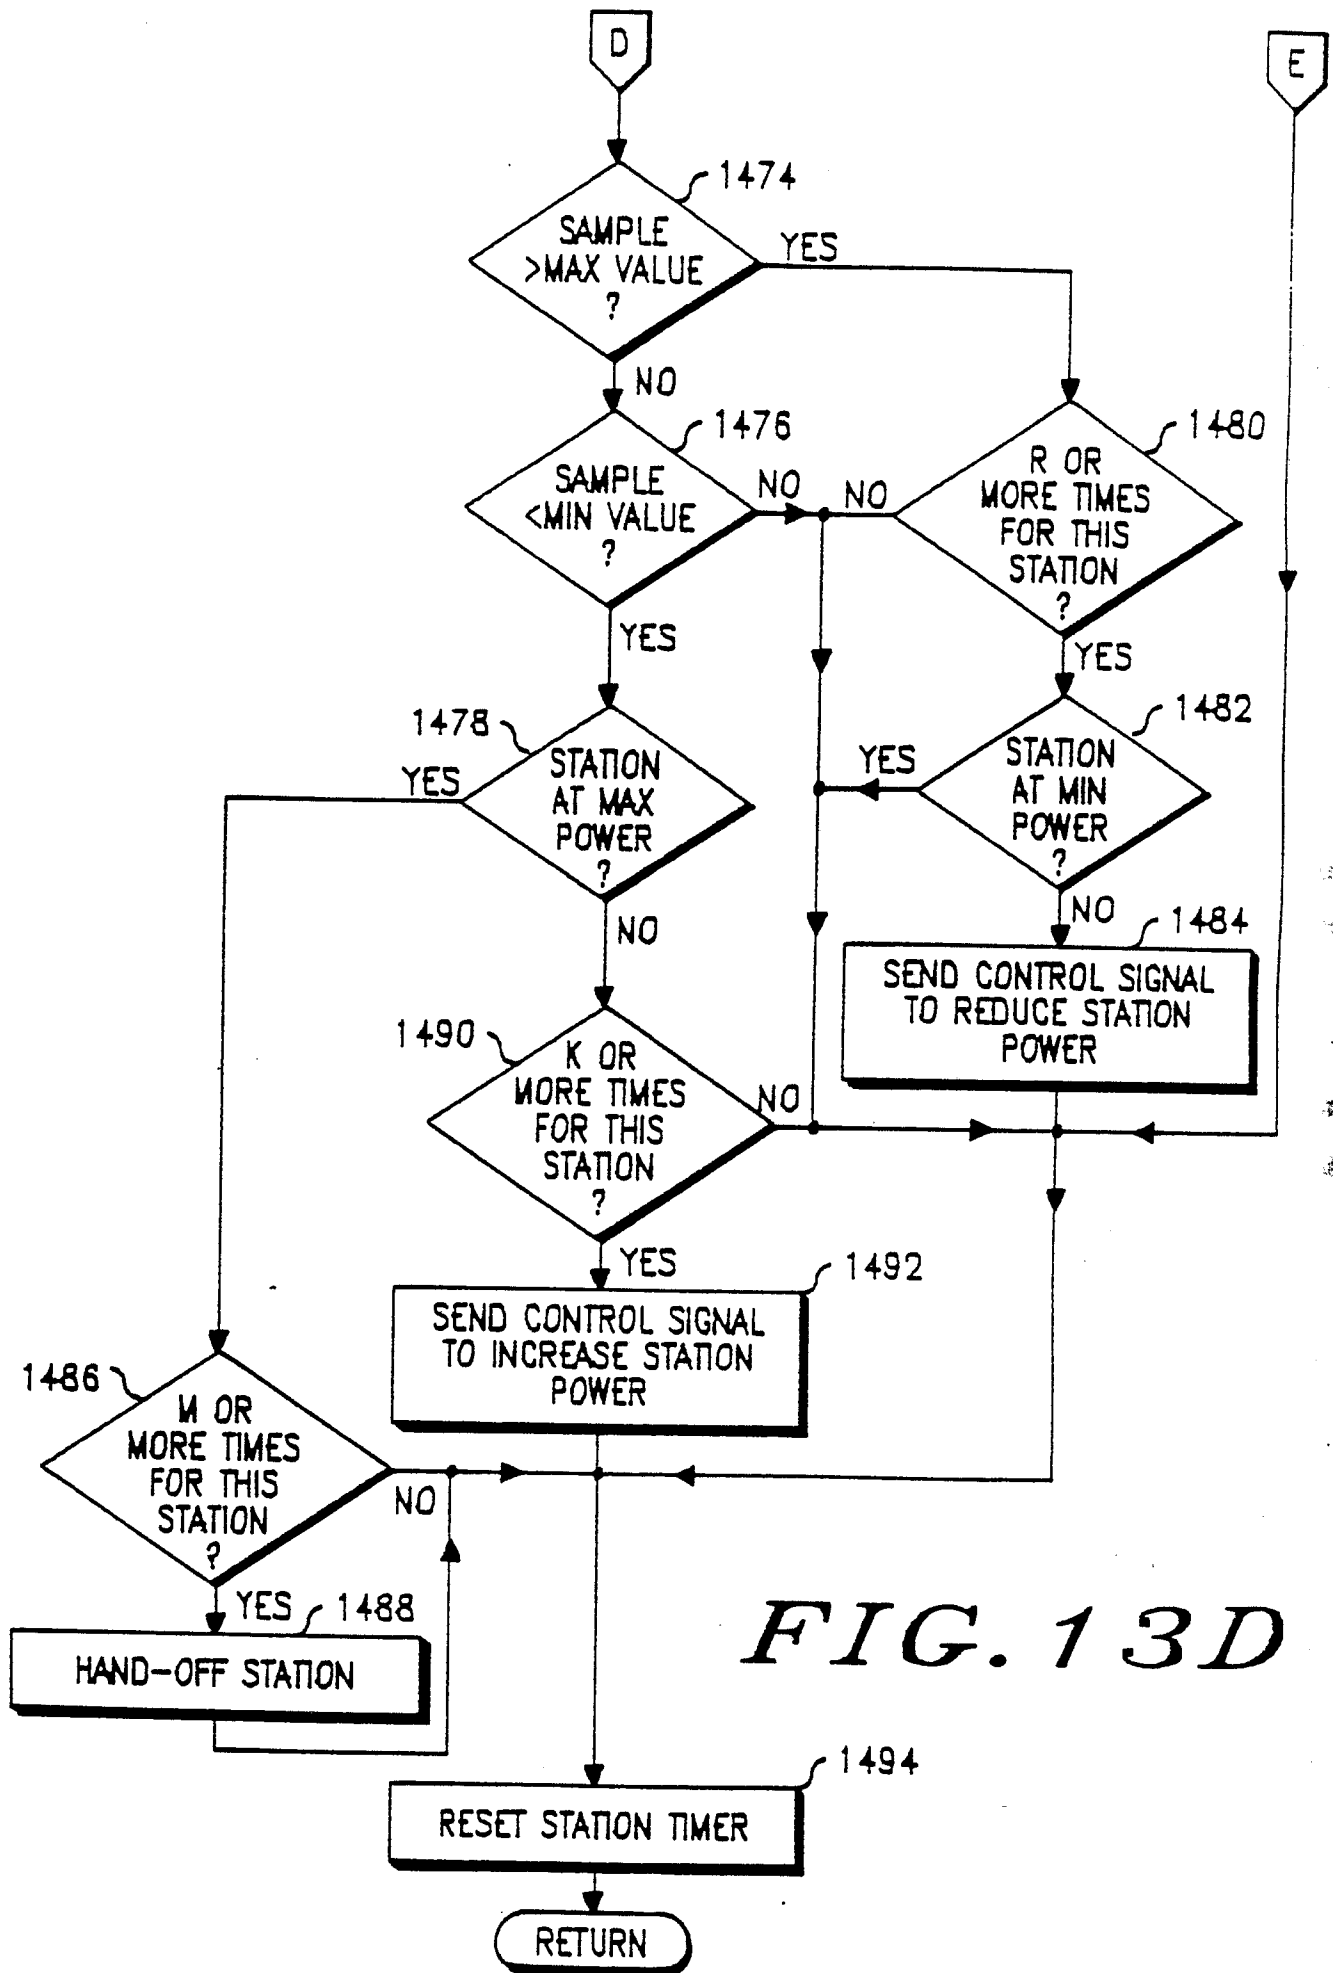 D
E
1474
SAMPLE
>MAX VALUE
?
YES
NO
1476
SAMPLE
<MIN VALUE
?
NO
NO
1480
R OR
MORE TIMES
FOR THIS
STATION
?
YES
YES
1478
STATION
AT MAX
POWER
?
YES
NO
1482
STATION
AT MIN
POWER
?
YES
NO
1484
SEND CONTROL SIGNAL
TO REDUCE STATION
POWER
1490
K OR
MORE TIMES
FOR THIS
STATION
?
NO
YES
1492
SEND CONTROL SIGNAL
TO INCREASE STATION
POWER
1486
M OR
MORE TIMES
FOR THIS
STATION
?
NO
YES
1488
HAND-OFF STATION
FIG. 13D
1494
RESET STATION TIMER
RETURN